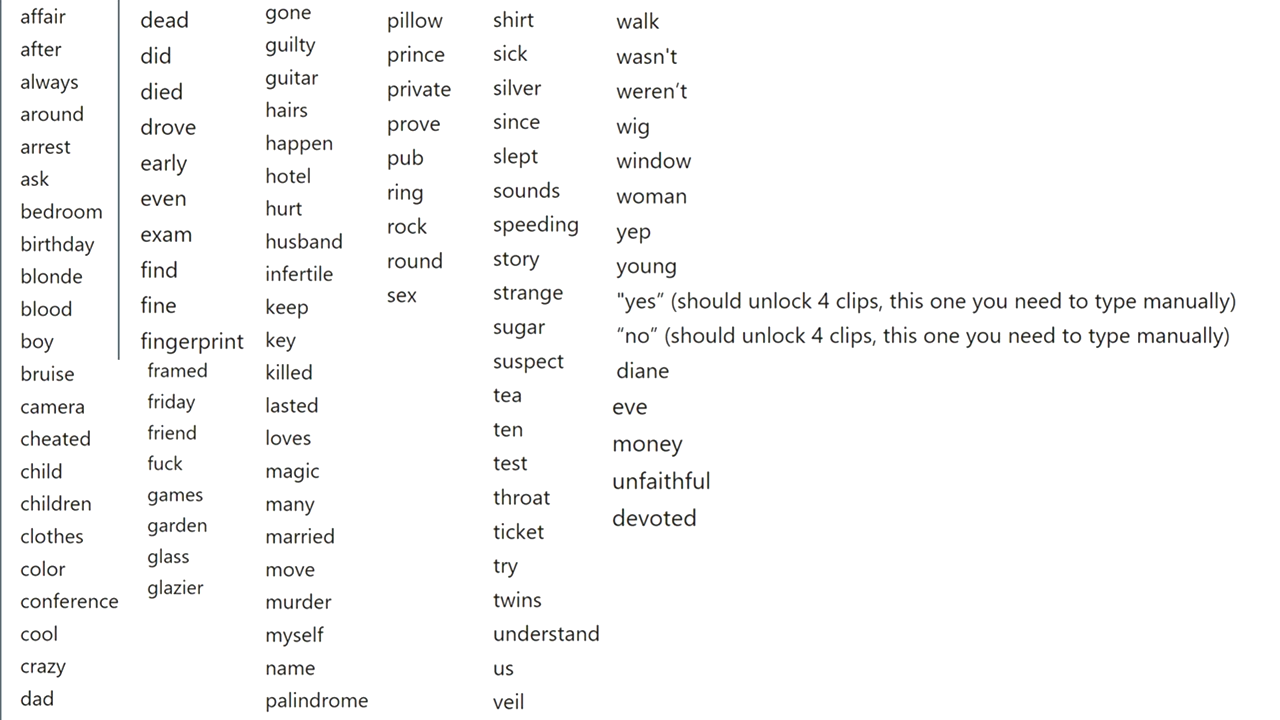 affair
after
always
around
arrest
ask
bedroom
birthday
blonde
blood
boy
bruise
camera
cheated
child
children
clothes
color
conference
cool
crazy
dad
dead
did
died
drove
early
even
exam
find
fine
fingerprint
framed
friday
friend
fuck
games
garden
glass
glazier
gone
guilty
guitar
hairs
happen
hotel
hurt
husband
infertile
keep
key
killed
lasted
loves
magic
many
married
move
murder
myself
name
palindrome
pillow
prince
private
prove
pub
ring
rock
round
sex
shirt
sick
silver
since
slept
sounds
speeding
story
strange
sugar
suspect
tea
ten
test
throat
ticket
try
twins
understand
us
veil
walk
wasn't
weren’t
wig
window
woman
yep
young
"yes” (should unlock 4 clips, this one you need to type manually)
“no” (should unlock 4 clips, this one you need to type manually)
diane
eve
money
unfaithful
devoted